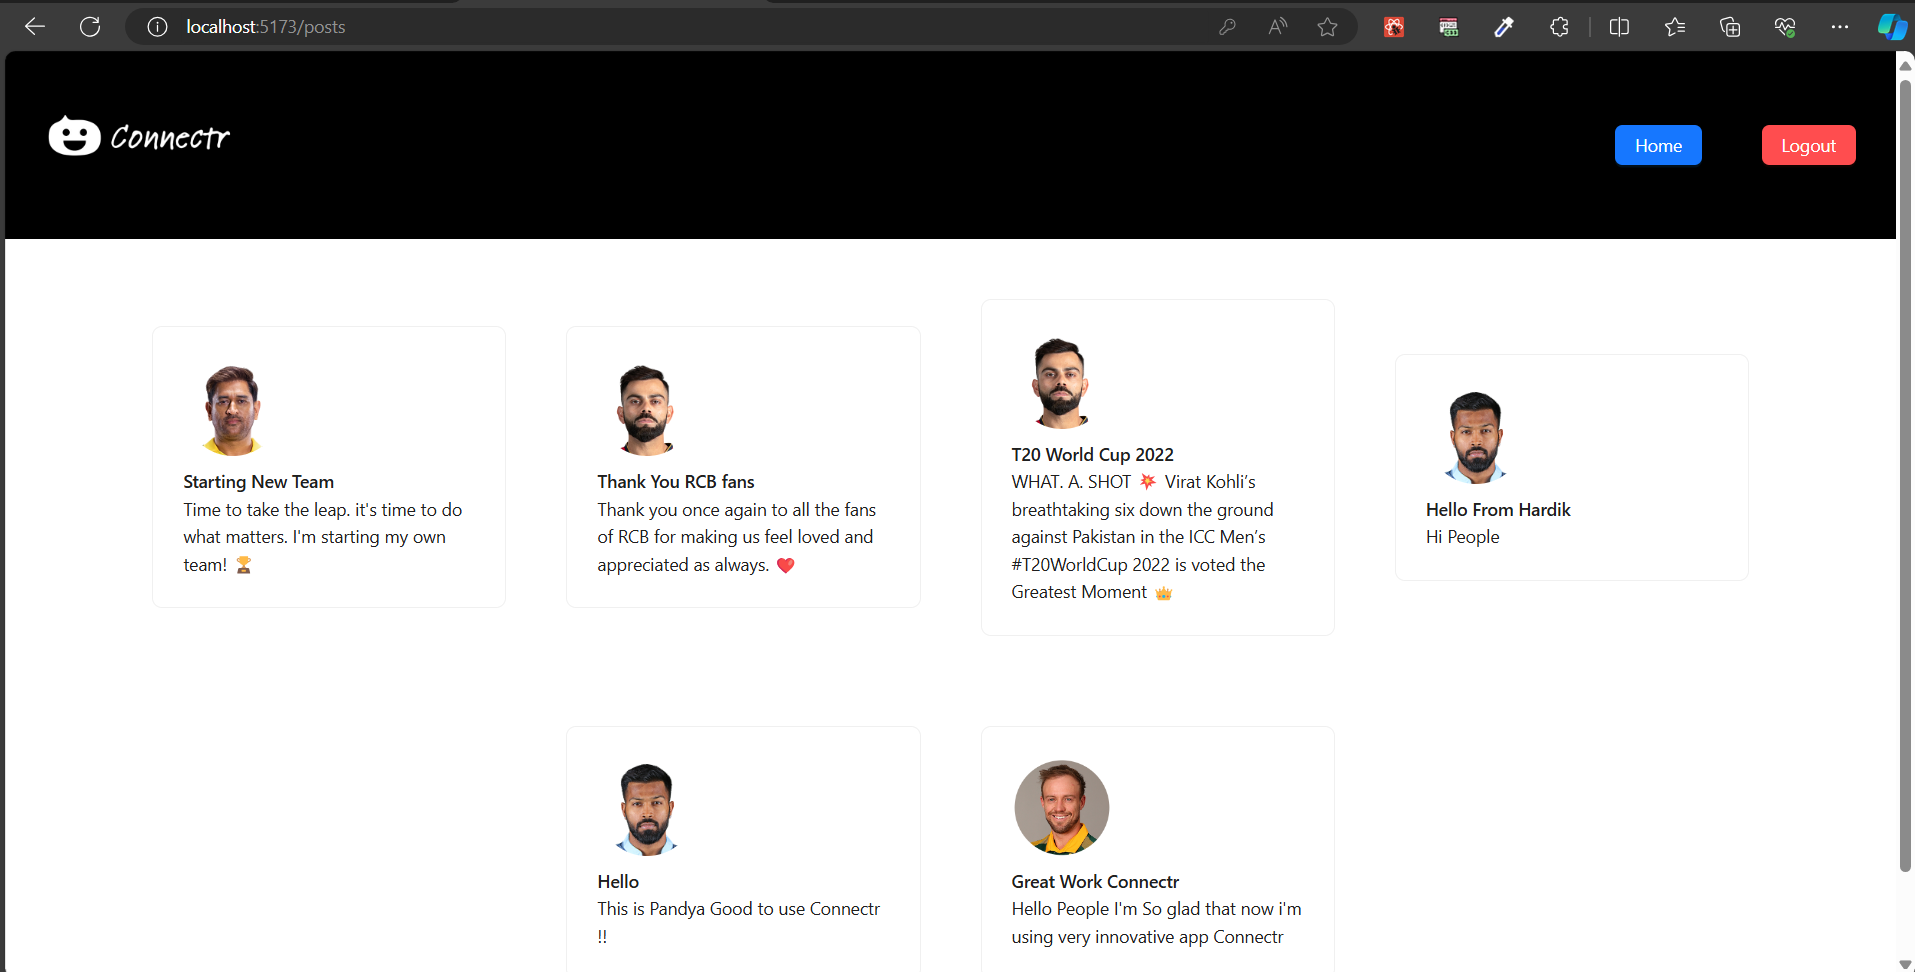 localhost:5173/posts
Connectr
Home
Logout
Starting New Team
Time to take the leap. it's time to do
what matters. I'm starting my own
team! 🏆
Thank You RCB fans
Thank you once again to all the fans
of RCB for making us feel loved and
appreciated as always. ❤️
T20 World Cup 2022
WHAT. A. SHOT 💥 Virat Kohli’s
breathtaking six down the ground
against Pakistan in the ICC Men’s
#T20WorldCup 2022 is voted the
Greatest Moment 👑
Hello From Hardik
Hi People
Hello
This is Pandya Good to use Connectr
!!
Great Work Connectr
Hello People I'm So glad that now i'm
using very innovative app Connectr